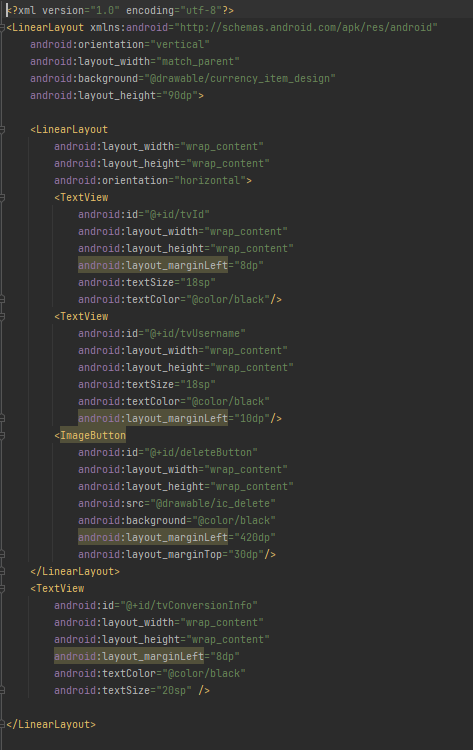 <?xml version="1.0" encoding="utf-8"?>
<LinearLayout xmlns:android="http://schemas.android.com/apk/res/android"
    android:orientation="vertical"
    android:layout_width="match_parent"
    android:background="@drawable/currency_item_design"
    android:layout_height="90dp">

    <LinearLayout
        android:layout_width="wrap_content"
        android:layout_height="wrap_content"
        android:orientation="horizontal">
        <TextView
            android:id="@+id/tvId"
            android:layout_width="wrap_content"
            android:layout_height="wrap_content"
            android:layout_marginLeft="8dp"
            android:textSize="18sp"
            android:textColor="@color/black"/>
        <TextView
            android:id="@+id/tvUsername"
            android:layout_width="wrap_content"
            android:layout_height="wrap_content"
            android:textSize="18sp"
            android:textColor="@color/black"
            android:layout_marginLeft="10dp"/>
        <ImageButton
            android:id="@+id/deleteButton"
            android:layout_width="wrap_content"
            android:layout_height="wrap_content"
            android:src="@drawable/ic_delete"
            android:background="@color/black"
            android:layout_marginLeft="420dp"
            android:layout_marginTop="30dp"/>
    </LinearLayout>
    <TextView
        android:id="@+id/tvConversionInfo"
        android:layout_width="wrap_content"
        android:layout_height="wrap_content"
        android:layout_marginLeft="8dp"
        android:textColor="@color/black"
        android:textSize="20sp" />

</LinearLayout>